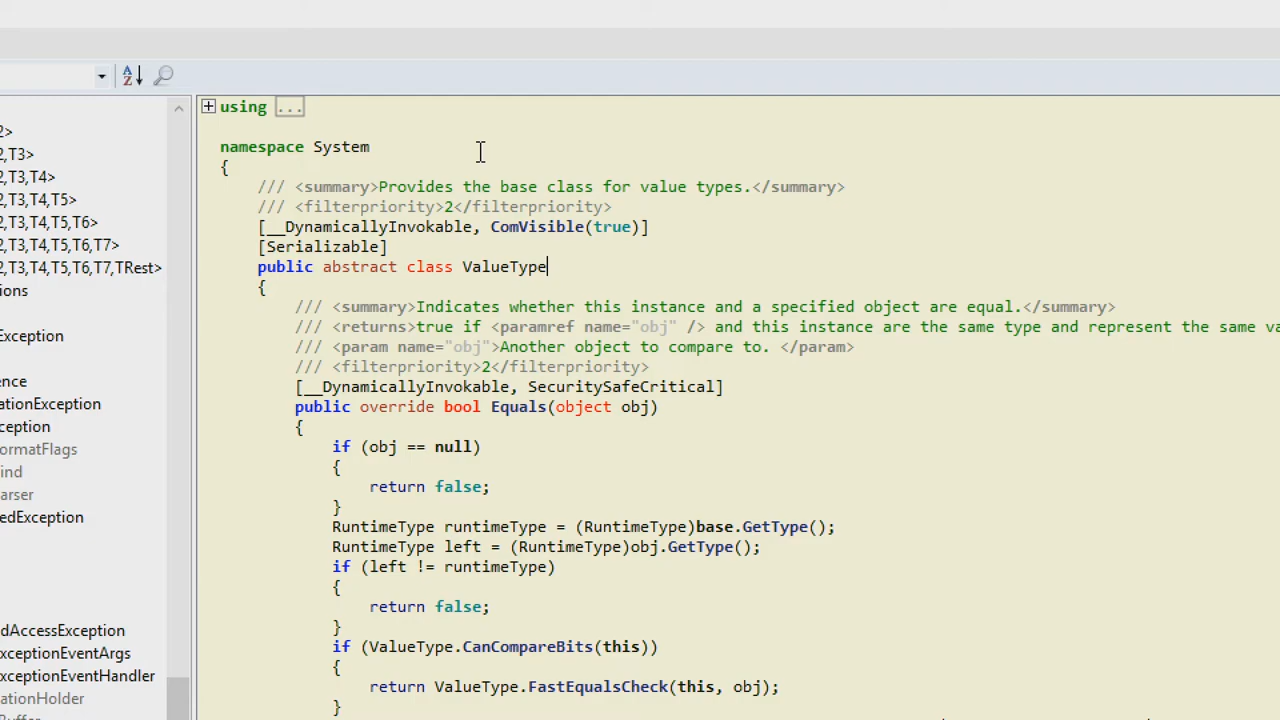 2>
2,T3>
2,T3,T4>
2,T3,T4,T5>
2,T3,T4,T5,T6>
2,T3,T4,T5,T6,T7>
2,T3,T4,T5,T6,T7,TRest>
ions
Exception
ence
ationException
ception
ormatFlags
ind
arser
edException
dAccessException
xceptionEventArgs
xceptionEventHandler
ationHolder
using ...
namespace System
{
/// <summary>Provides the base class for value types.</summary>
/// <filterpriority>2</filterpriority>
[__DynamicallyInvokable, ComVisible(true)]
[Serializable]
public abstract class ValueType
{
/// <summary>Indicates whether this instance and a specified object are equal.</summary>
/// <returns>true if <paramref name="obj" /> and this instance are the same type and represent the same va
/// <param name="obj">Another object to compare to. </param>
/// <filterpriority>2</filterpriority>
[__DynamicallyInvokable, SecuritySafeCritical]
public override bool Equals(object obj)
{
if (obj == null)
{
return false;
}
RuntimeType runtimeType = (RuntimeType)base.GetType();
RuntimeType left = (RuntimeType)obj.GetType();
if (left != runtimeType)
{
return false;
}
if (ValueType.CanCompareBits(this))
{
return ValueType.FastEqualsCheck(this, obj);
}